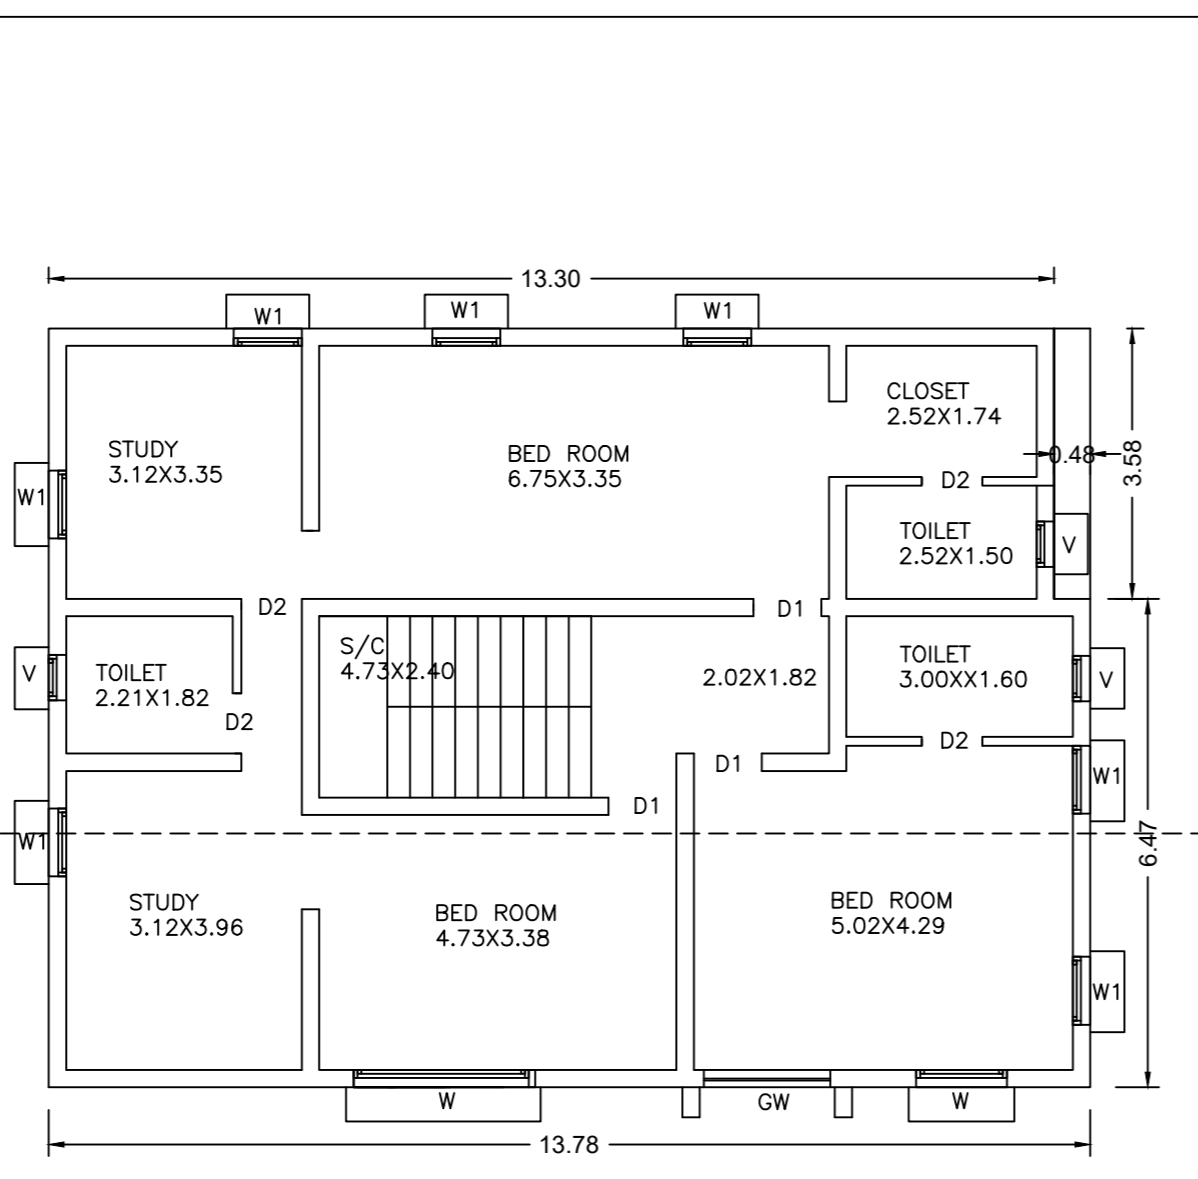 13.30
W1
W1
W1
CLOSET
2.52X1.74
STUDY
3.12X3.35
BED ROOM
6.75X3.35
0.48
3.58
W1
D2
TOILET
2.52X1.50
V
D2
D1
S/C
4.73X2.40
TOILET
3.00XX1.60
V
TOILET
2.21X1.82
2.02X1.82
V
D2
D2
D1
W1
D1
W1
6.47
STUDY
3.12X3.96
BED ROOM
4.73X3.38
BED ROOM
5.02X4.29
W1
W
GW
W
13.78